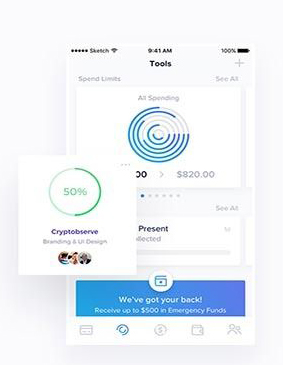 Sketch 9:41 AM 100%
Tools
Spend Limits See All
All Spending
00 $820.00
See All
50%
Present
llected
Cryptobserve
Branding & UI Design
We've got your back!
Receive up to $500 in Emergency Funds